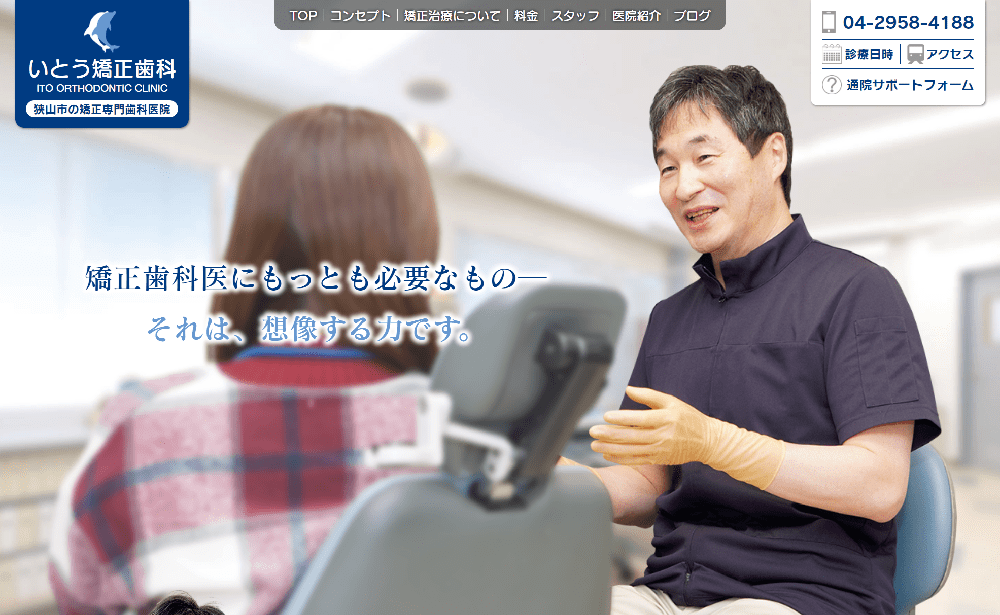 いとう矯正歯科
ITO ORTHODONTIC CLINIC
狭山市の矯正専門歯科医院
TOP コンセプト 矯正治療について 料金 スタッフ 医院紹介 ブログ
04-2958-4188
診療日時 アクセス
? 通院サポートフォーム
矯正歯科医にもっとも必要なもの―
それは、想像する力です。